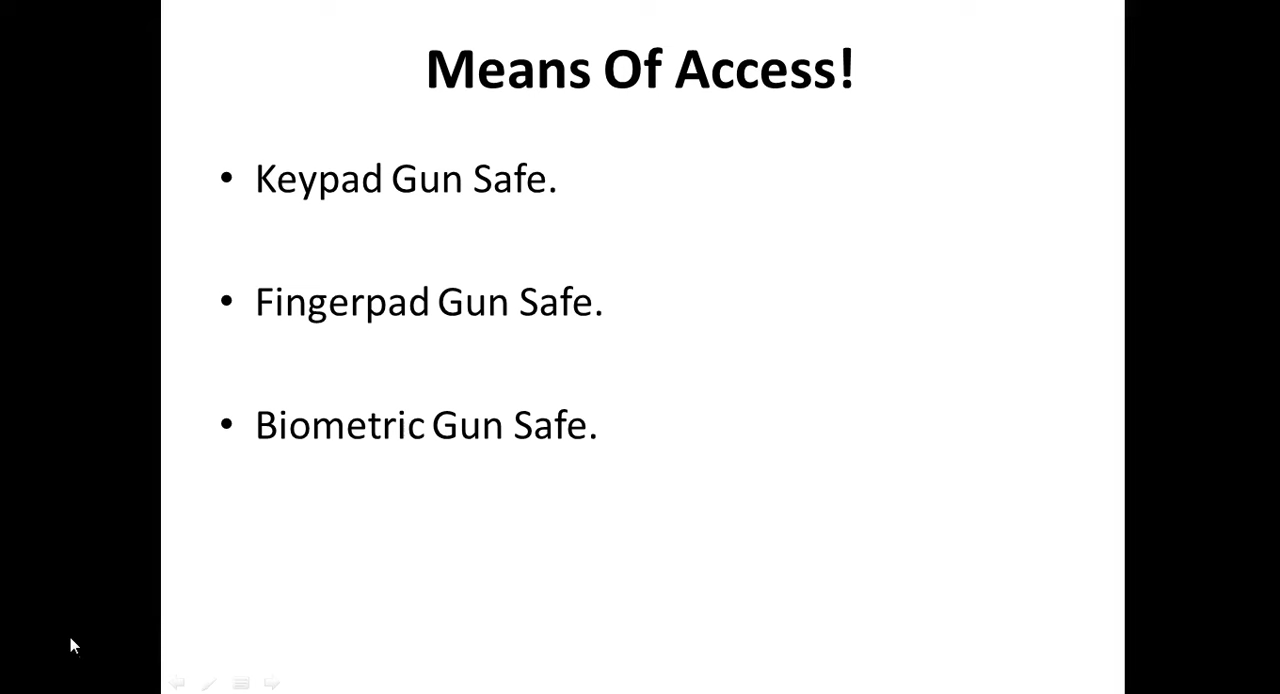 Means Of Access!
• Keypad Gun Safe.
• Fingerpad Gun Safe.
• Biometric Gun Safe.